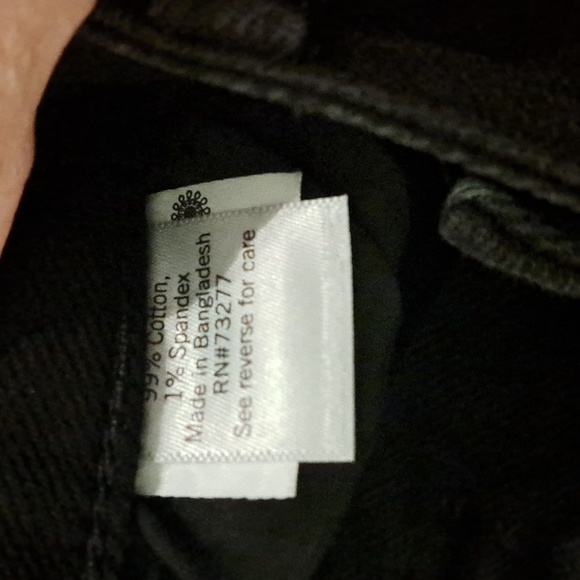 99% Cotton,
1% Spandex
Made in Bangladesh
RN#73277
See reverse for care